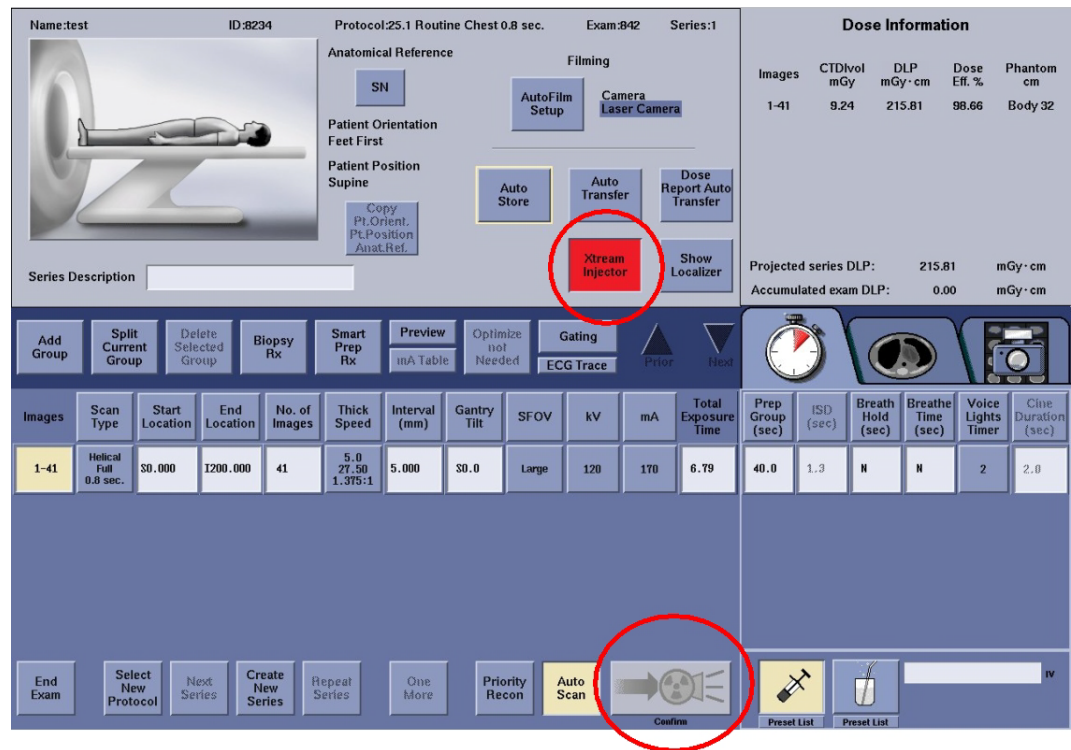 Name:test ID:8234 Protocol:25.1 Routine Chest 0.8 sec. Exam:842 Series:1
Anatomical Reference
SN
Patient Orientation
Feet First
Patient Position
Supine
Copy
Pt.Orient.
Pt.Position
Anat.Ref.
Filming
AutoFilm
Setup
Camera
Laser Camera
Auto
Store
Auto
Transfer
Dose
Report Auto
Transfer
Xtream
Injector
Show
Localizer
Series Description
Dose Information
Images CTDIvol DLP Dose Phantom
mGy mGy·cm Eff. % cm
1-41 9.24 215.81 98.66 Body 32
Projected series DLP: 215.81 mGy·cm
Accumulated exam DLP: 0.00 mGy·cm
Add
Group
Split
Current
Group
Delete
Selected
Group
Biopsy
Rx
Smart
Prep
Rx
Preview
mA Table
Optimize
not
Needed
Gating
ECG Trace
Prior
Next
Images
Scan
Type
Start
Location
End
Location
No. of
Images
Thick
Speed
Interval
(mm)
Gantry
Tilt
SFOV
kV
mA
Total
Exposure
Time
Prep
Group
(sec)
ISD
(sec)
Breath
Hold
(sec)
Breathe
Time
(sec)
Voice
Lights
Timer
Cine
Duration
(sec)
1-41
Helical
Full
0.8 sec.
S0.000
I200.000
41
5.0
27.50
1.375:1
5.000
S0.0
Large
120
170
6.79
40.0
1.3
N
N
2
2.0
End
Exam
Select
New
Protocol
Next
Series
Create
New
Series
Repeat
Series
One
More
Priority
Recon
Auto
Scan
Confirm
Preset List
Preset List
IV